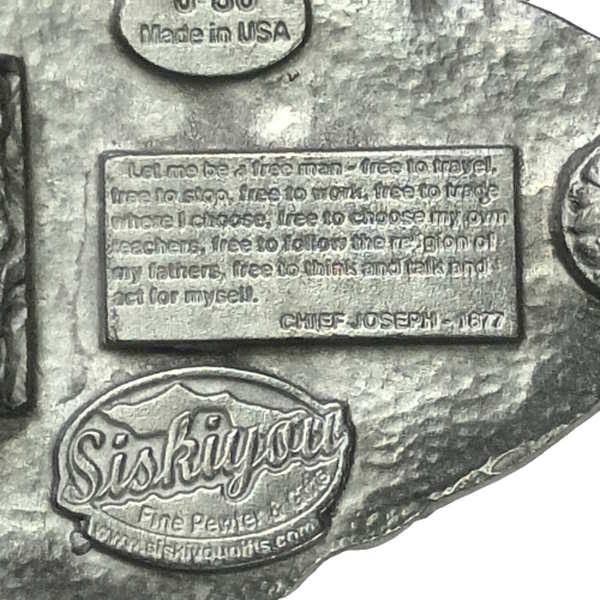 Made in USA
Let me be a free man - free to travel,
free to stop, free to work, free to trade
where I choose, free to choose my own
teachers, free to follow the religion of
my fathers, free to think and talk and
act for myself.
CHIEF JOSEPH - 1877
Siskiyou
Fine Pewter &
www.siskiyougifts.com